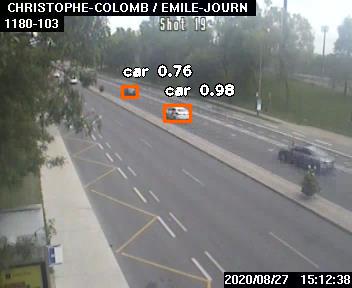 CHRISTOPHE-COLOMB / EMILE-JOURN
1180-103
Shot 19
car 0.76
car 0.98
2020/08/27 15:12:38